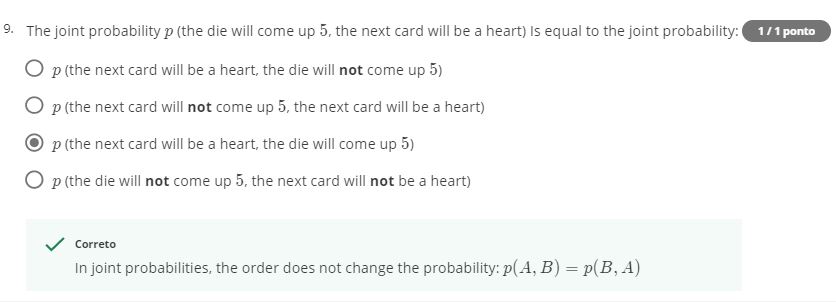 9. The joint probability p (the die will come up 5, the next card will be a heart) Is equal to the joint probability: 1 / 1 ponto
p (the next card will be a heart, the die will not come up 5)
p (the next card will not come up 5, the next card will be a heart)
p (the next card will be a heart, the die will come up 5)
p (the die will not come up 5, the next card will not be a heart)
Correto
In joint probabilities, the order does not change the probability: p(A, B) = p(B, A)